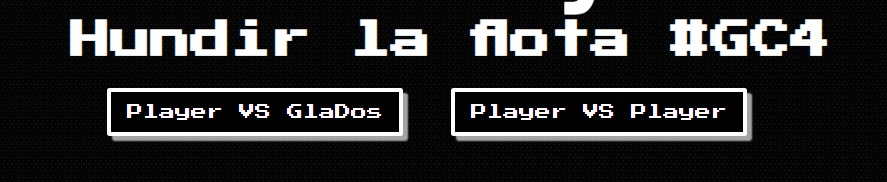 Hundir la flota #GC4
Player VS GlaDos
Player VS Player